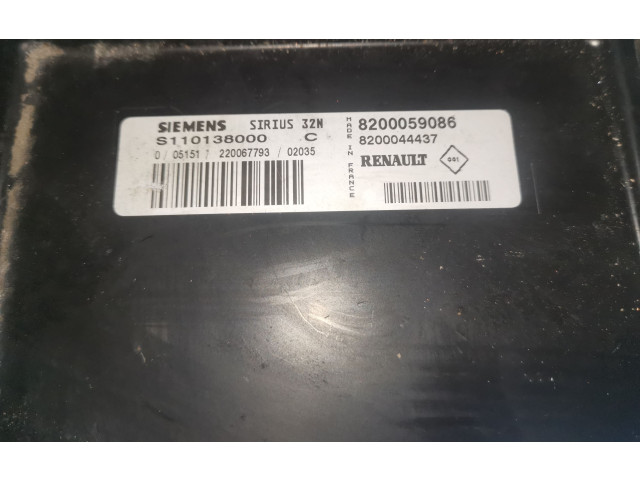 SIEMENS SIRIUS 32N
S110138000 C
0 / 05151 / 220067793 / 02035
MADE IN FRANCE
8200059086
8200044437
RENAULT